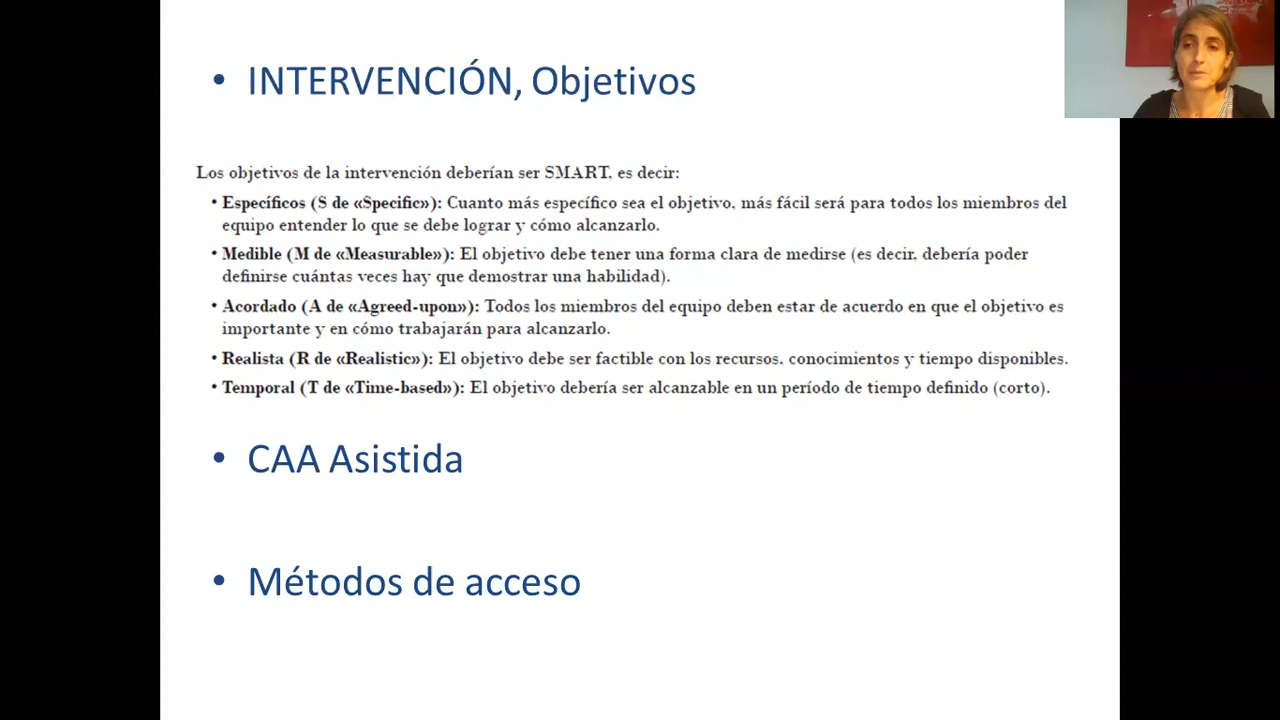 • INTERVENCIÓN, Objetivos
Los objetivos de la intervención deberían ser SMART, es decir:
• Específicos (S de «Specific»): Cuanto más específico sea el objetivo, más fácil será para todos los miembros del
equipo entender lo que se debe lograr y cómo alcanzarlo.
• Medible (M de «Measurable»): El objetivo debe tener una forma clara de medirse (es decir, debería poder
definirse cuántas veces hay que demostrar una habilidad).
• Acordado (A de «Agreed-upon»): Todos los miembros del equipo deben estar de acuerdo en que el objetivo es
importante y en cómo trabajarán para alcanzarlo.
• Realista (R de «Realistic»): El objetivo debe ser factible con los recursos, conocimientos y tiempo disponibles.
• Temporal (T de «Time-based»): El objetivo debería ser alcanzable en un período de tiempo definido (corto).
• CAA Asistida
• Métodos de acceso